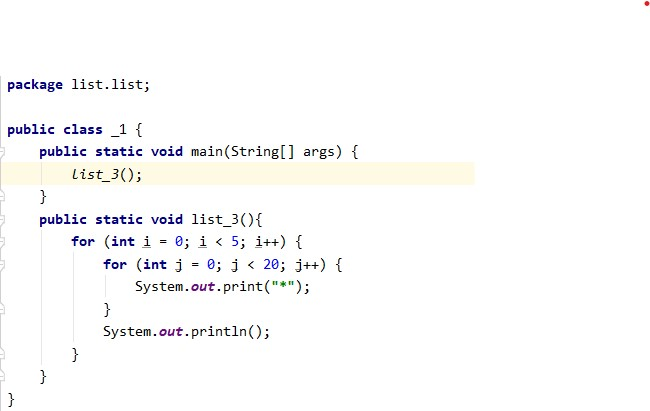 package list.list;
public class _1 {
public static void main(String[] args) {
list_3();
}
public static void list_3(){
for (int i = 0; i < 5; i++) {
for (int j = 0; j < 20; j++) {
System.out.print("*");
}
System.out.println();
}
}
}